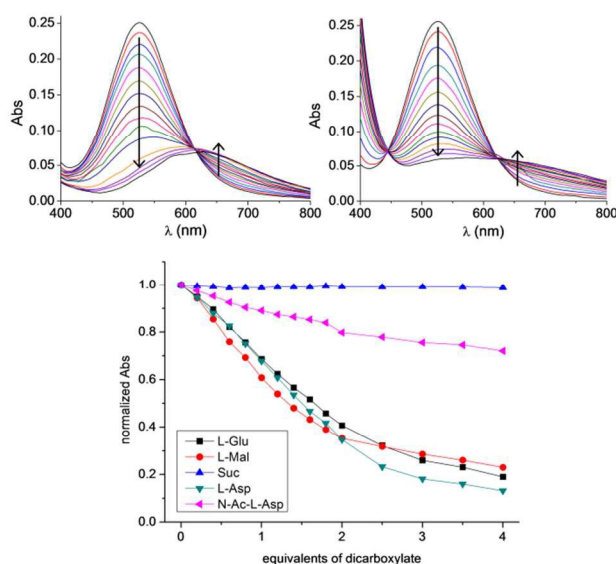 0.25
0.20
0.15
0.10
0.05
0.00
Abs
400 500 600 700 800
λ (nm)
0.25
0.20
0.15
0.10
0.05
0.00
Abs
400 500 600 700 800
λ (nm)
1.0
0.8
0.6
0.4
0.2
0.0
normalized Abs
L-Glu
L-Mal
Suc
L-Asp
N-Ac-L-Asp
0 1 2 3 4
equivalents of dicarboxylate